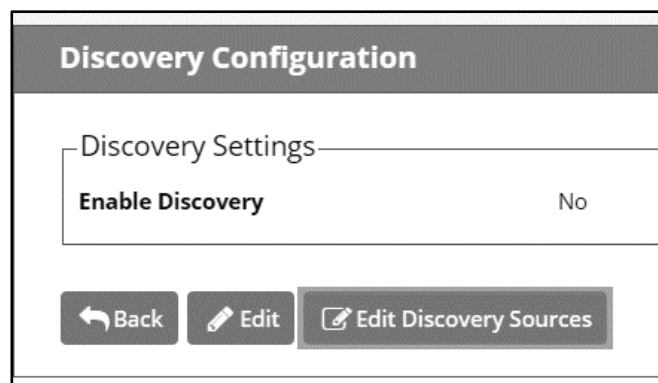 Discovery Configuration
Discovery Settings
Enable Discovery No
Back Edit Edit Discovery Sources